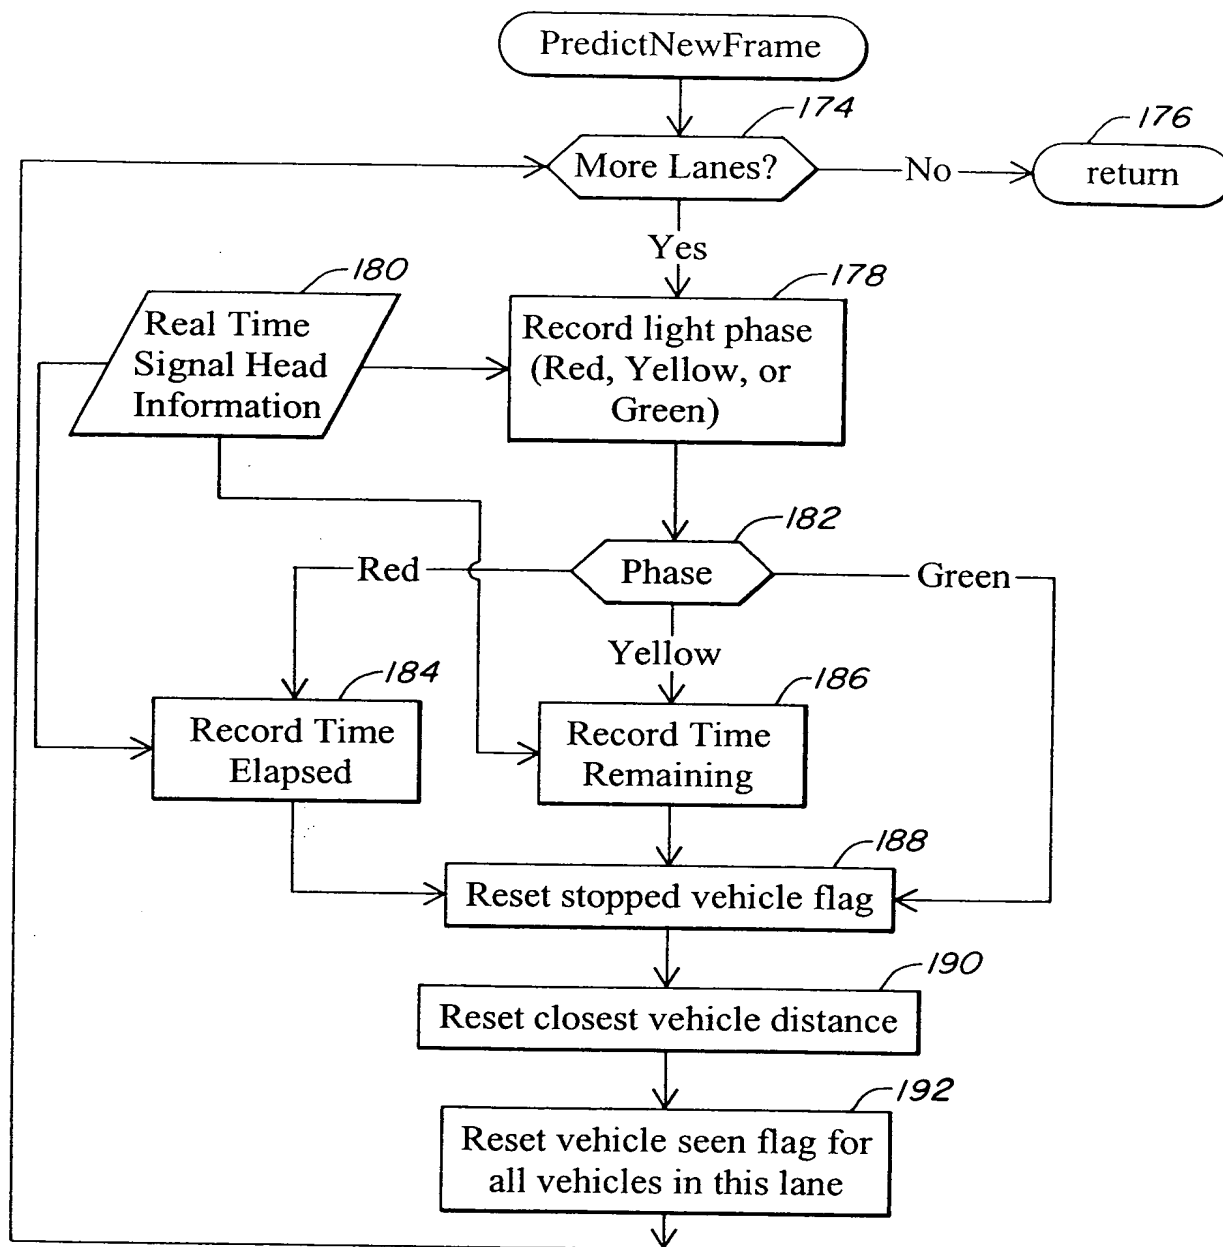 PredictNewFrame
174
More Lanes?
No
176
return
Yes
180
Real Time
Signal Head
Information
178
Record light phase
(Red, Yellow, or
Green)
182
Phase
Red
Green
Yellow
184
Record Time
Elapsed
186
Record Time
Remaining
188
Reset stopped vehicle flag
190
Reset closest vehicle distance
192
Reset vehicle seen flag for
all vehicles in this lane